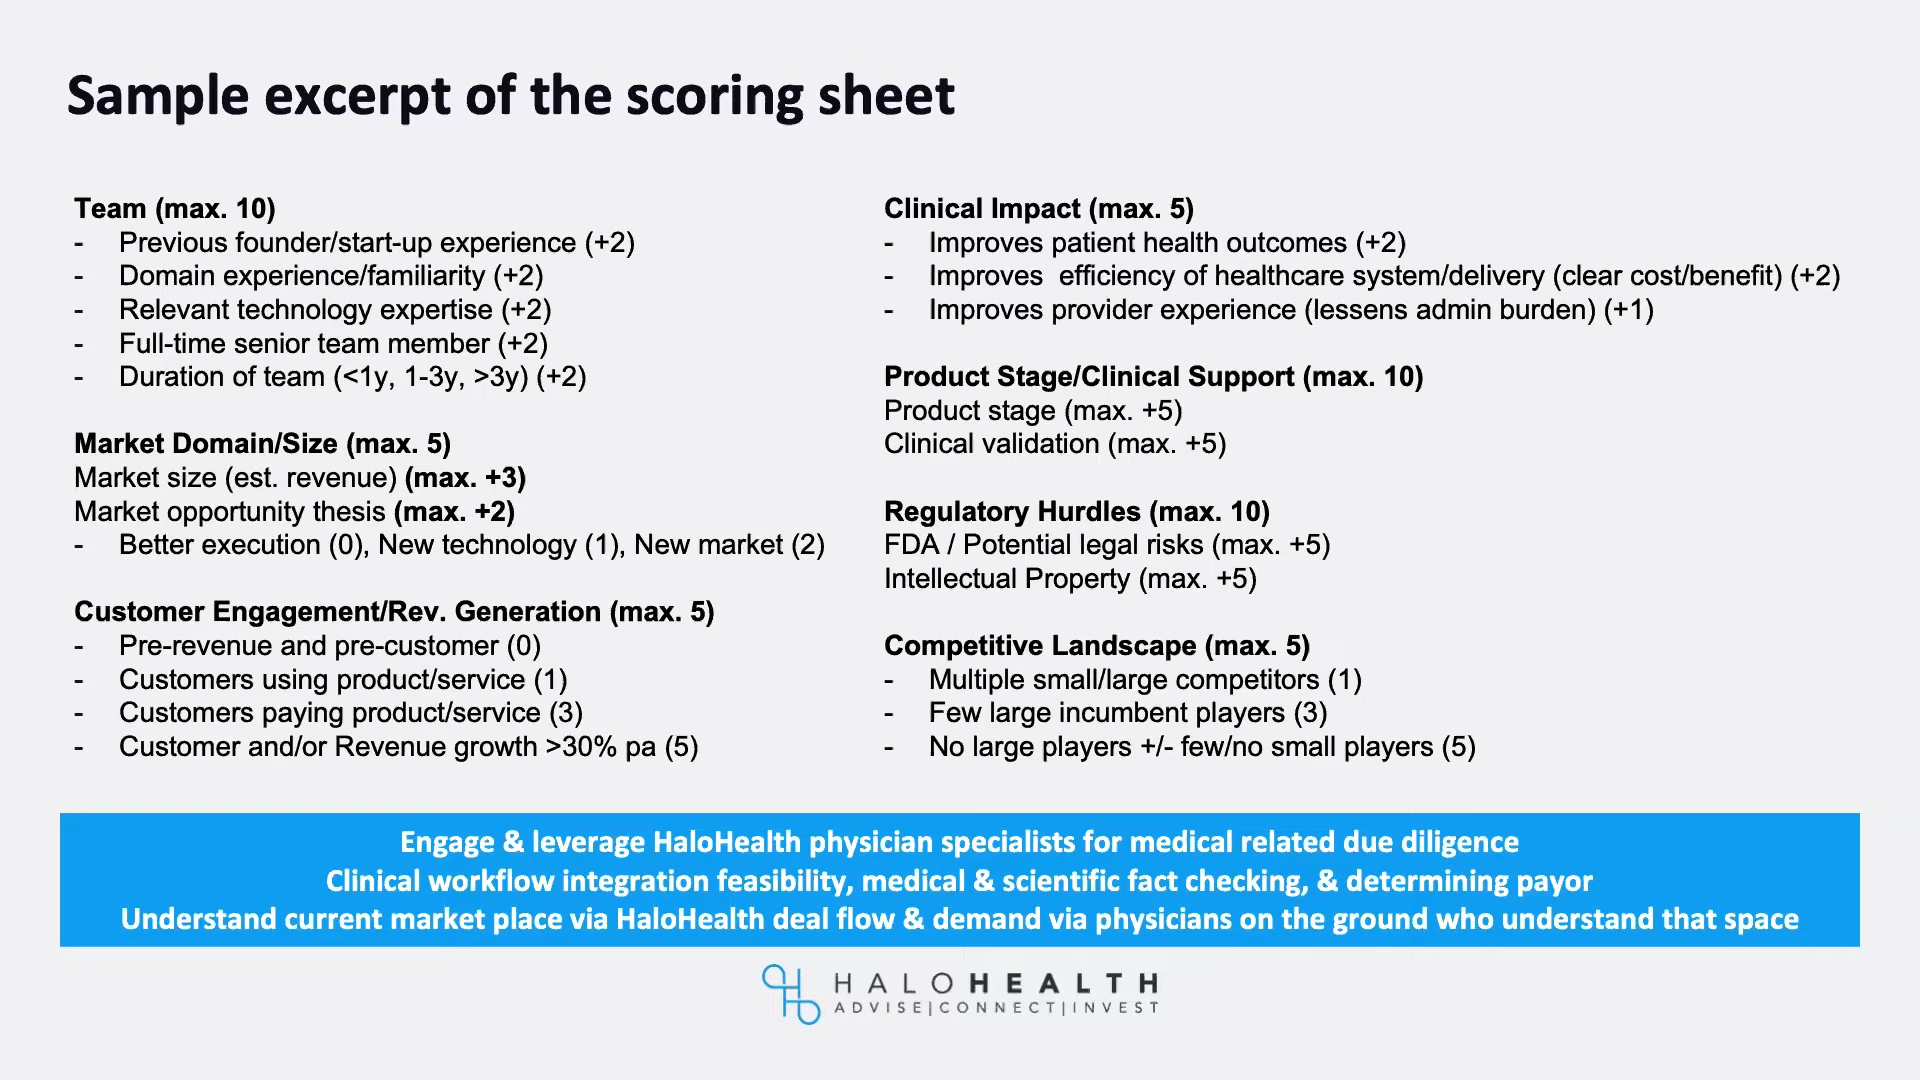 Sample excerpt of the scoring sheet
Team (max. 10)
- Previous founder/start-up experience (+2)
- Domain experience/familiarity (+2)
- Relevant technology expertise (+2)
- Full-time senior team member (+2)
- Duration of team (<1y, 1-3y, >3y) (+2)
Market Domain/Size (max. 5)
Market size (est. revenue) (max. +3)
Market opportunity thesis (max. +2)
- Better execution (0), New technology (1), New market (2)
Customer Engagement/Rev. Generation (max. 5)
- Pre-revenue and pre-customer (0)
- Customers using product/service (1)
- Customers paying product/service (3)
- Customer and/or Revenue growth >30% pa (5)
Clinical Impact (max. 5)
- Improves patient health outcomes (+2)
- Improves  efficiency of healthcare system/delivery (clear cost/benefit) (+2)
- Improves provider experience (lessens admin burden) (+1)
Product Stage/Clinical Support (max. 10)
Product stage (max. +5)
Clinical validation (max. +5)
Regulatory Hurdles (max. 10)
FDA / Potential legal risks (max. +5)
Intellectual Property (max. +5)
Competitive Landscape (max. 5)
- Multiple small/large competitors (1)
- Few large incumbent players (3)
- No large players +/- few/no small players (5)
Engage & leverage HaloHealth physician specialists for medical related due diligence
Clinical workflow integration feasibility, medical & scientific fact checking, & determining payor
Understand current market place via HaloHealth deal flow & demand via physicians on the ground who understand that space
HALOHEALTH
ADVISE|CONNECT|INVEST